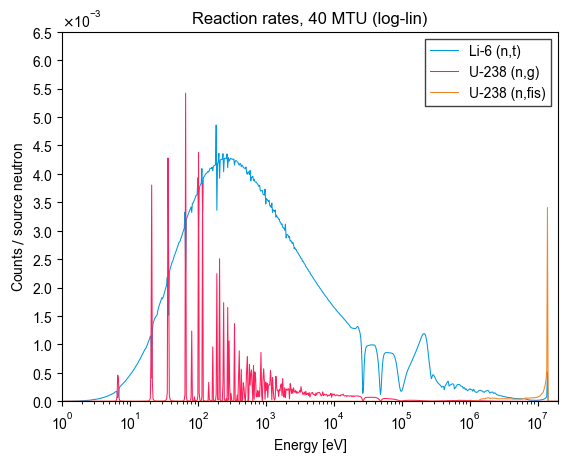 Reaction rates, 40 MTU (log-lin)
×10⁻³
6.5
6.0
5.5
5.0
4.5
4.0
3.5
3.0
2.5
2.0
1.5
1.0
0.5
0.0
Counts / source neutron
Li-6 (n,t)
U-238 (n,g)
U-238 (n,fis)
10⁰ 10¹ 10² 10³ 10⁴ 10⁵ 10⁶ 10⁷
Energy [eV]